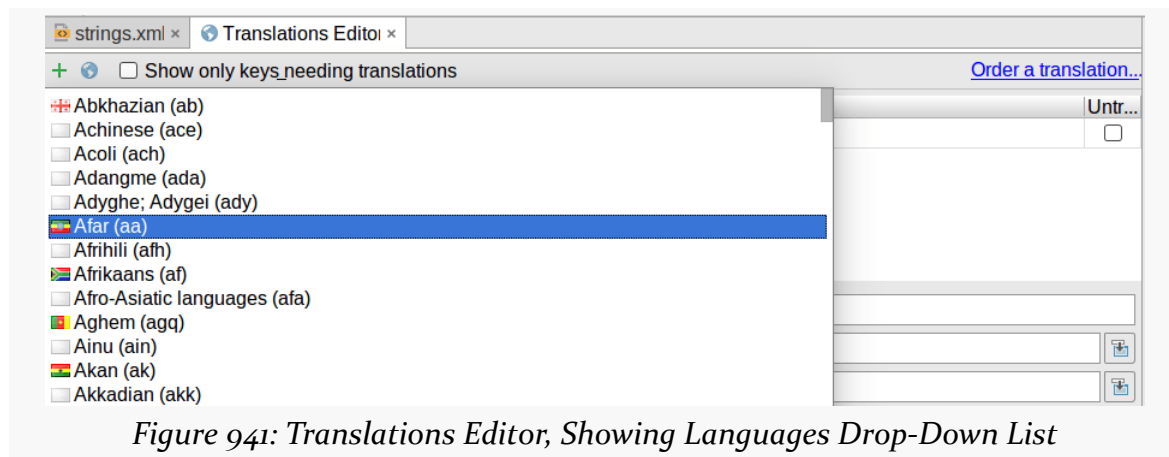 strings.xml × Translations Editor ×
+ Show only keys needing translations Order a translation...
Abkhazian (ab) Untr...
Achinese (ace)
Acoli (ach)
Adangme (ada)
Adyghe; Adygei (ady)
Afar (aa)
Afrihili (afh)
Afrikaans (af)
Afro-Asiatic languages (afa)
Aghem (agq)
Ainu (ain)
Akan (ak)
Akkadian (akk)
Figure 941: Translations Editor, Showing Languages Drop-Down List